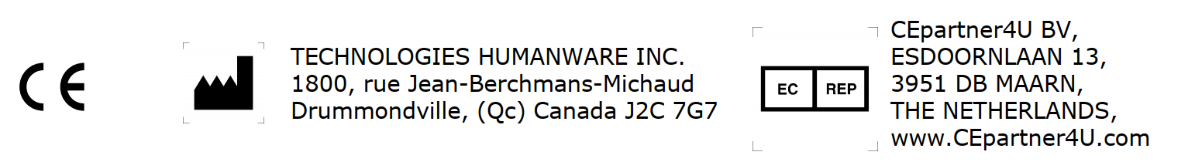 CE
TECHNOLOGIES HUMANWARE INC.
1800, rue Jean-Berchmans-Michaud
Drummondville, (Qc) Canada J2C 7G7
EC REP
CEpartner4U BV,
ESDOORNLAAN 13,
3951 DB MAARN,
THE NETHERLANDS,
www.CEpartner4U.com